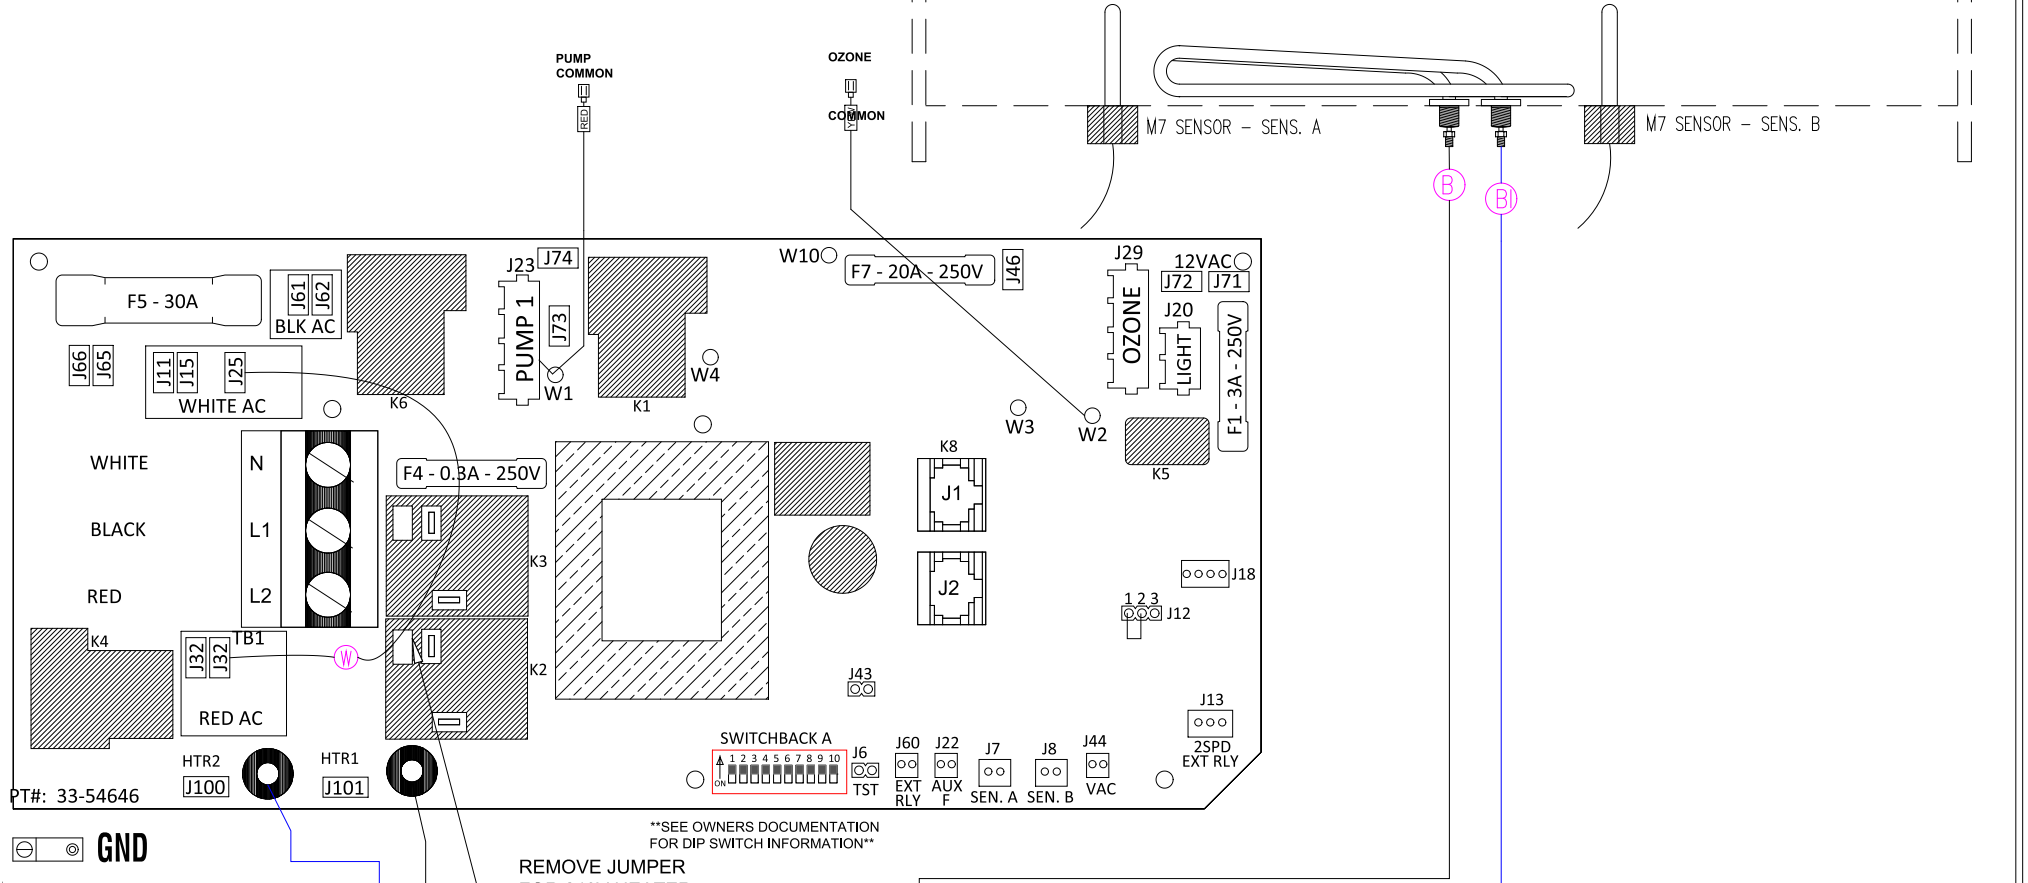 PUMP
COMMON
RED
OZONE
COMMON
M7 SENSOR - SENS. A
M7 SENSOR - SENS. B
B
Bl
F5 - 30A
J61
J62
BLK AC
J66
J65
J11
J15
J25
WHITE AC
K6
J23
PUMP 1
J74
J73
W1
K1
W4
W10
F7 - 20A - 250V
J46
J29
OZONE
12VAC
J72
J71
J20
LIGHT
F1 - 3A - 250V
W3
W2
K5
WHITE
N
BLACK
L1
RED
L2
TB1
F4 - 0.3A - 250V
K3
K2
K8
J1
J2
J18
1 2 3
J12
K4
J32
J32
RED AC
W
J43
J13
2SPD
EXT RLY
HTR2
J100
HTR1
J101
SWITCHBACK A
1 2 3 4 5 6 7 8 9 10
ON
J6
TST
J60
EXT
RLY
J22
AUX
F
J7
SEN. A
J8
SEN. B
J44
VAC
PT#: 33-54646
GND
**SEE OWNERS DOCUMENTATION
FOR DIP SWITCH INFORMATION**
REMOVE JUMPER